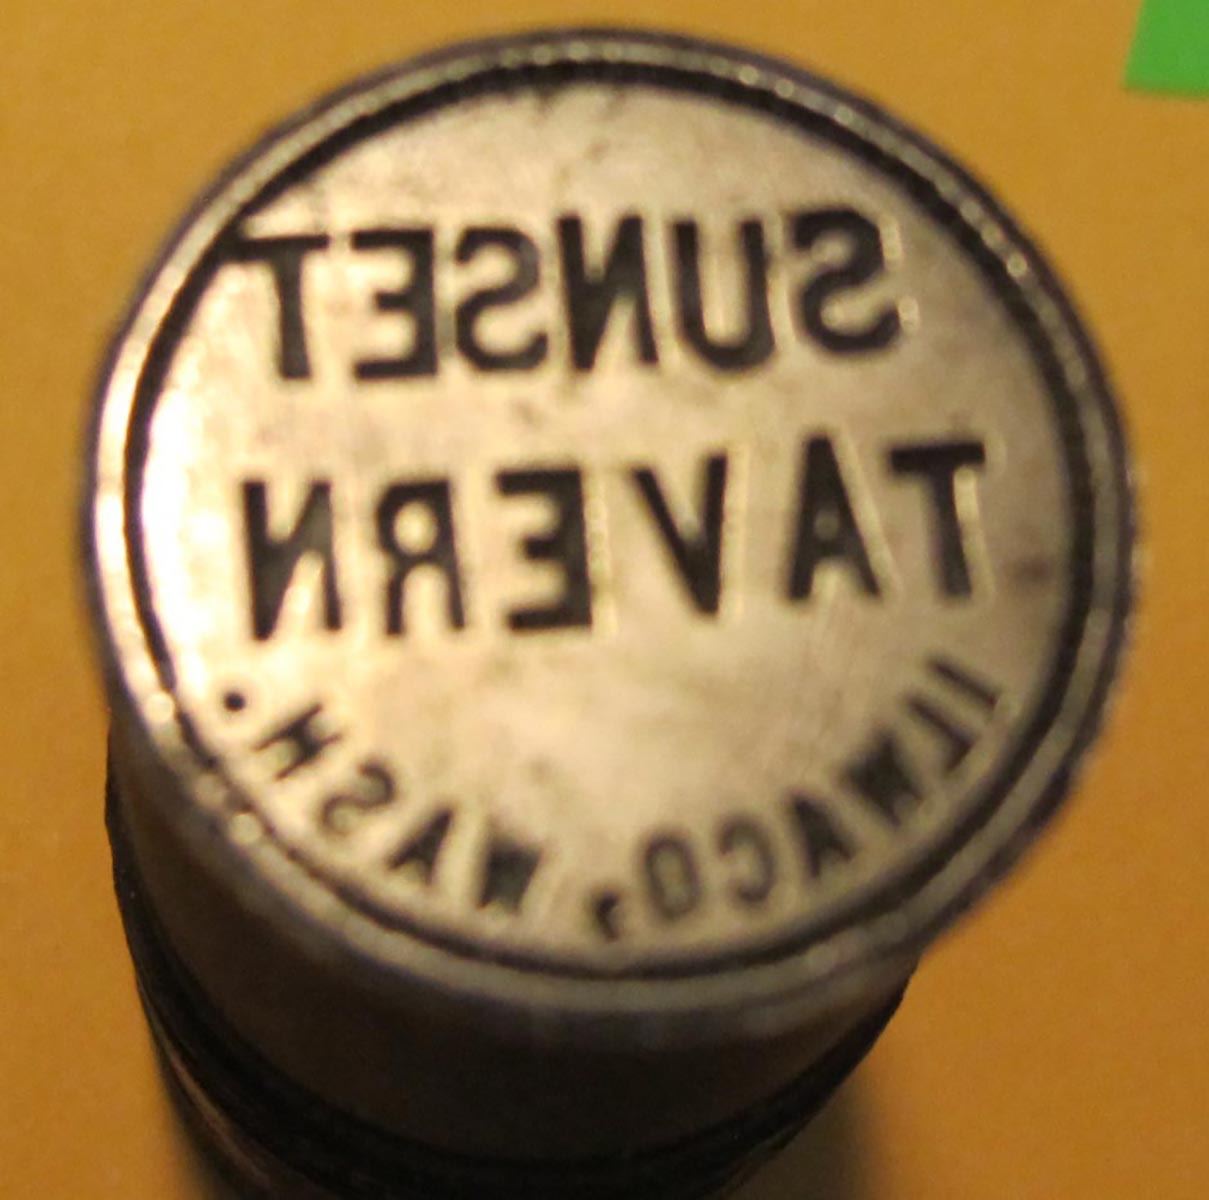 SUNSET
TAVERN
ILWACO, WASH.